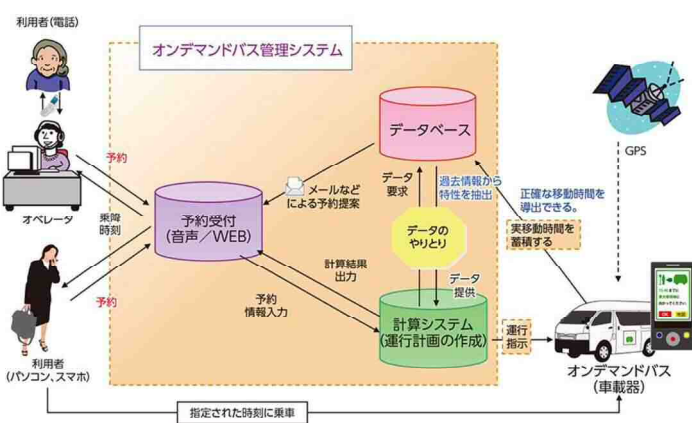 利用者(電話)
オンデマンドバス管理システム
データベース
GPS
予約
オペレータ
乗降
時刻
予約受付
(音声/WEB)
メールなど
による予約提案
データ
要求
過去情報から
特性を抽出
正確な移動時間を
導出できる。
実移動時間を
蓄積する
データの
やりとり
計算結果
出力
データ
提供
予約
予約
情報入力
計算システム
(運行計画の作成)
運行
指示
利用者
(パソコン、スマホ)
オンデマンドバス
(車載器)
指定された時刻に乗車